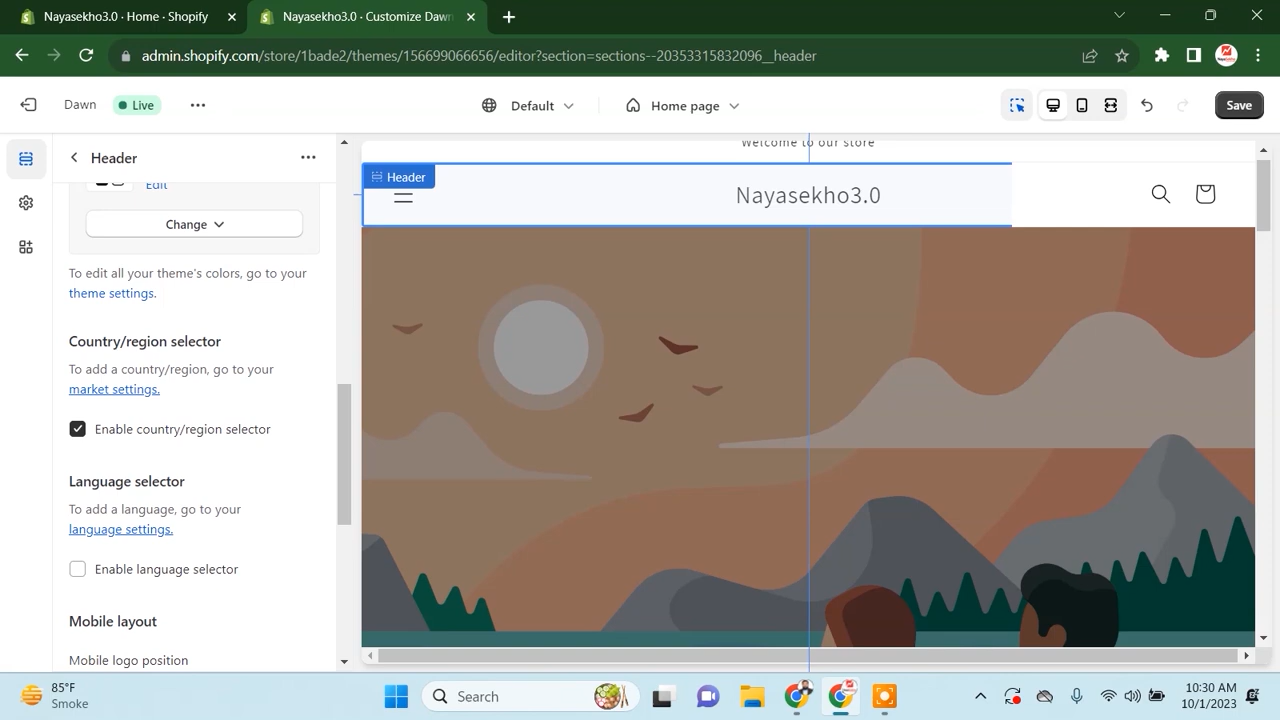 Nayasekho3.0 · Home · Shopify
Nayasekho3.0 · Customize Dawn
admin.shopify.com/store/1bade2/themes/156699066656/editor?section=sections--20353315832096__header
Dawn
Live
Default
Home page
Save
Header
Edit
Change
To edit all your theme's colors, go to your
theme settings.
Country/region selector
To add a country/region, go to your
market settings.
Enable country/region selector
Language selector
To add a language, go to your
language settings.
Enable language selector
Mobile layout
Mobile logo position
Welcome to our store
Header
Nayasekho3.0
85°F
Smoke
Search
10:30 AM
10/1/2023